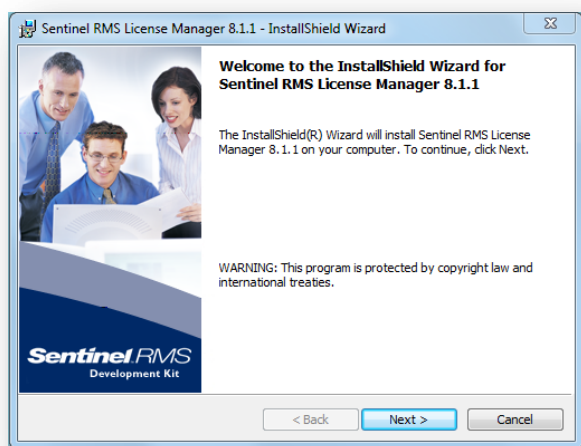 Sentinel RMS License Manager 8.1.1 - InstallShield Wizard
Welcome to the InstallShield Wizard for
Sentinel RMS License Manager 8.1.1
The InstallShield(R) Wizard will install Sentinel RMS License
Manager 8.1.1 on your computer. To continue, click Next.
WARNING: This program is protected by copyright law and
international treaties.
Sentinel RMS
Development Kit
< Back
Next >
Cancel